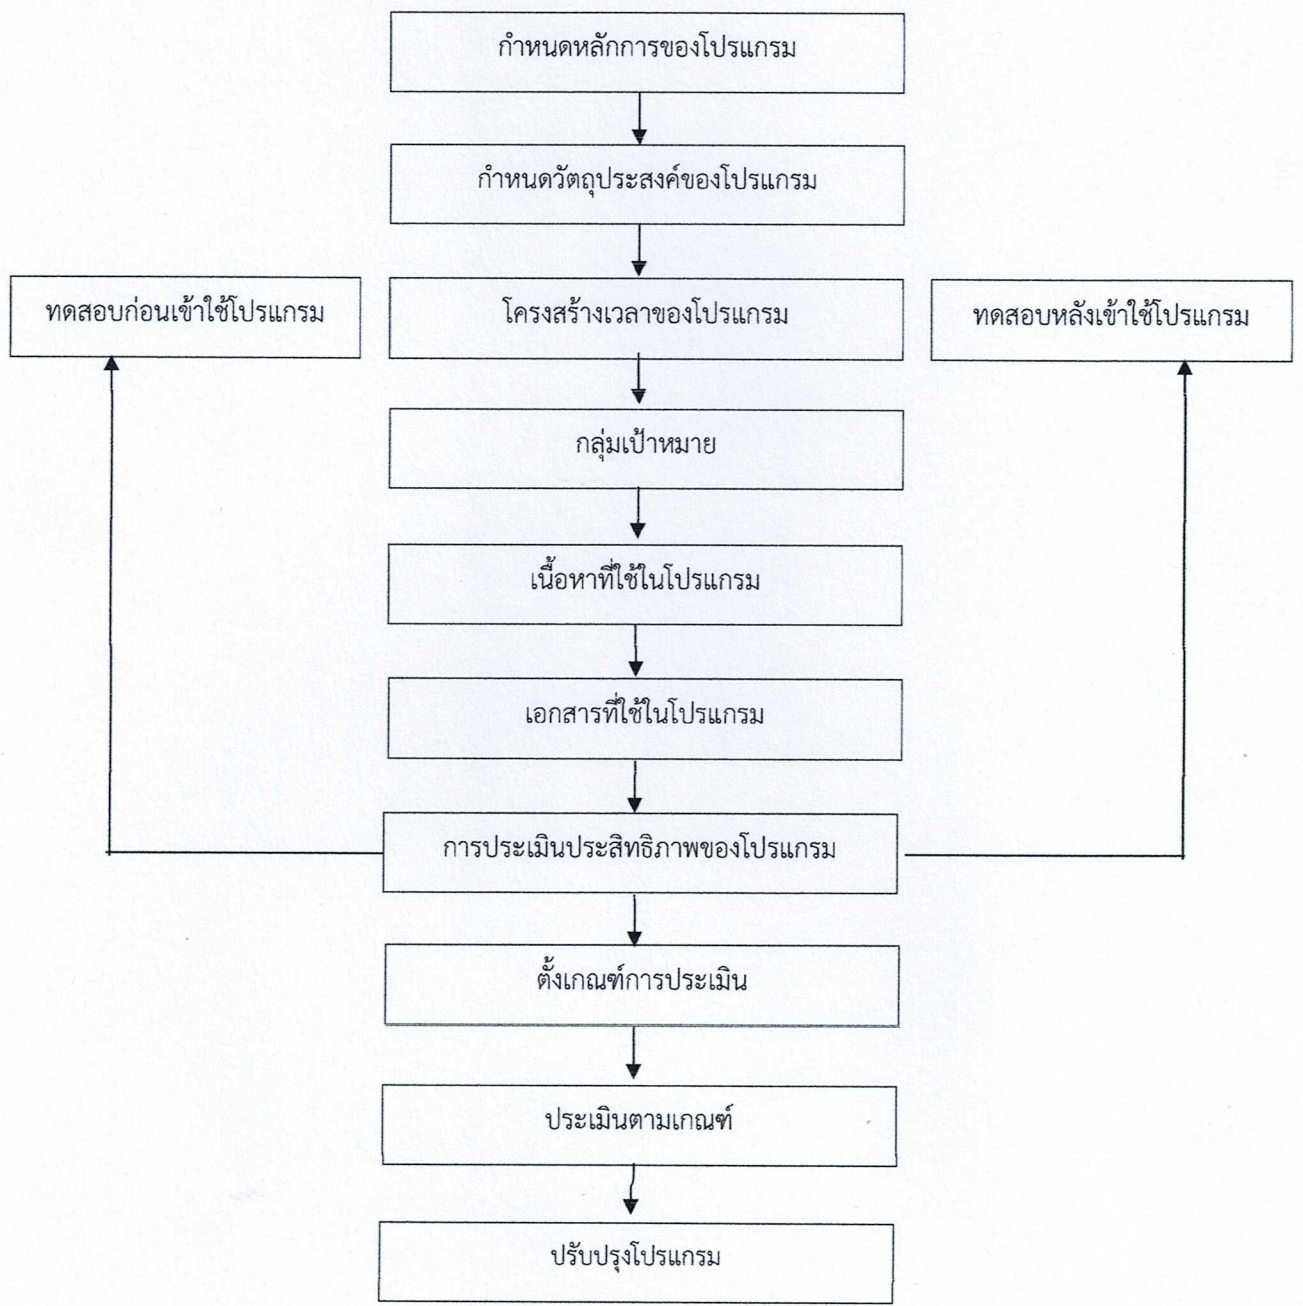 กำหนดหลักการของโปรแกรม
กำหนดวัตถุประสงค์ของโปรแกรม
ทดสอบก่อนเข้าใช้โปรแกรม
โครงสร้างเวลาของโปรแกรม
ทดสอบหลังเข้าใช้โปรแกรม
กลุ่มเป้าหมาย
เนื้อหาที่ใช้ในโปรแกรม
เอกสารที่ใช้ในโปรแกรม
การประเมินประสิทธิภาพของโปรแกรม
ตั้งเกณฑ์การประเมิน
ประเมินตามเกณฑ์
ปรับปรุงโปรแกรม